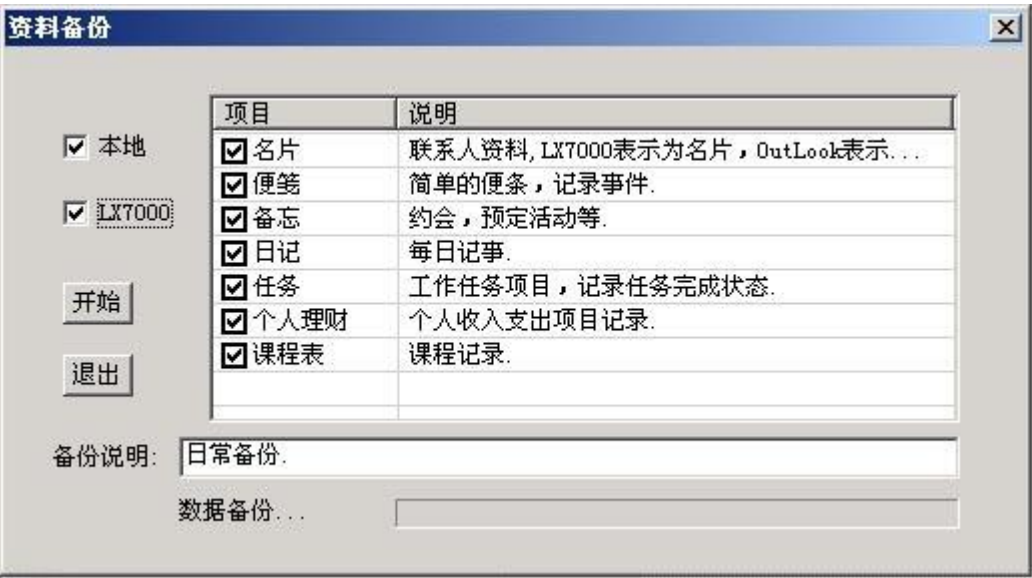 资料备份
本地
LX7000
开始
退出
项目 说明
名片 联系人资料,LX7000表示为名片，OutLook表示...
便笺 简单的便条，记录事件.
备忘 约会，预定活动等.
日记 每日记事.
任务 工作任务项目，记录任务完成状态.
个人理财 个人收入支出项目记录.
课程表 课程记录.
备份说明: 日常备份.
数据备份...